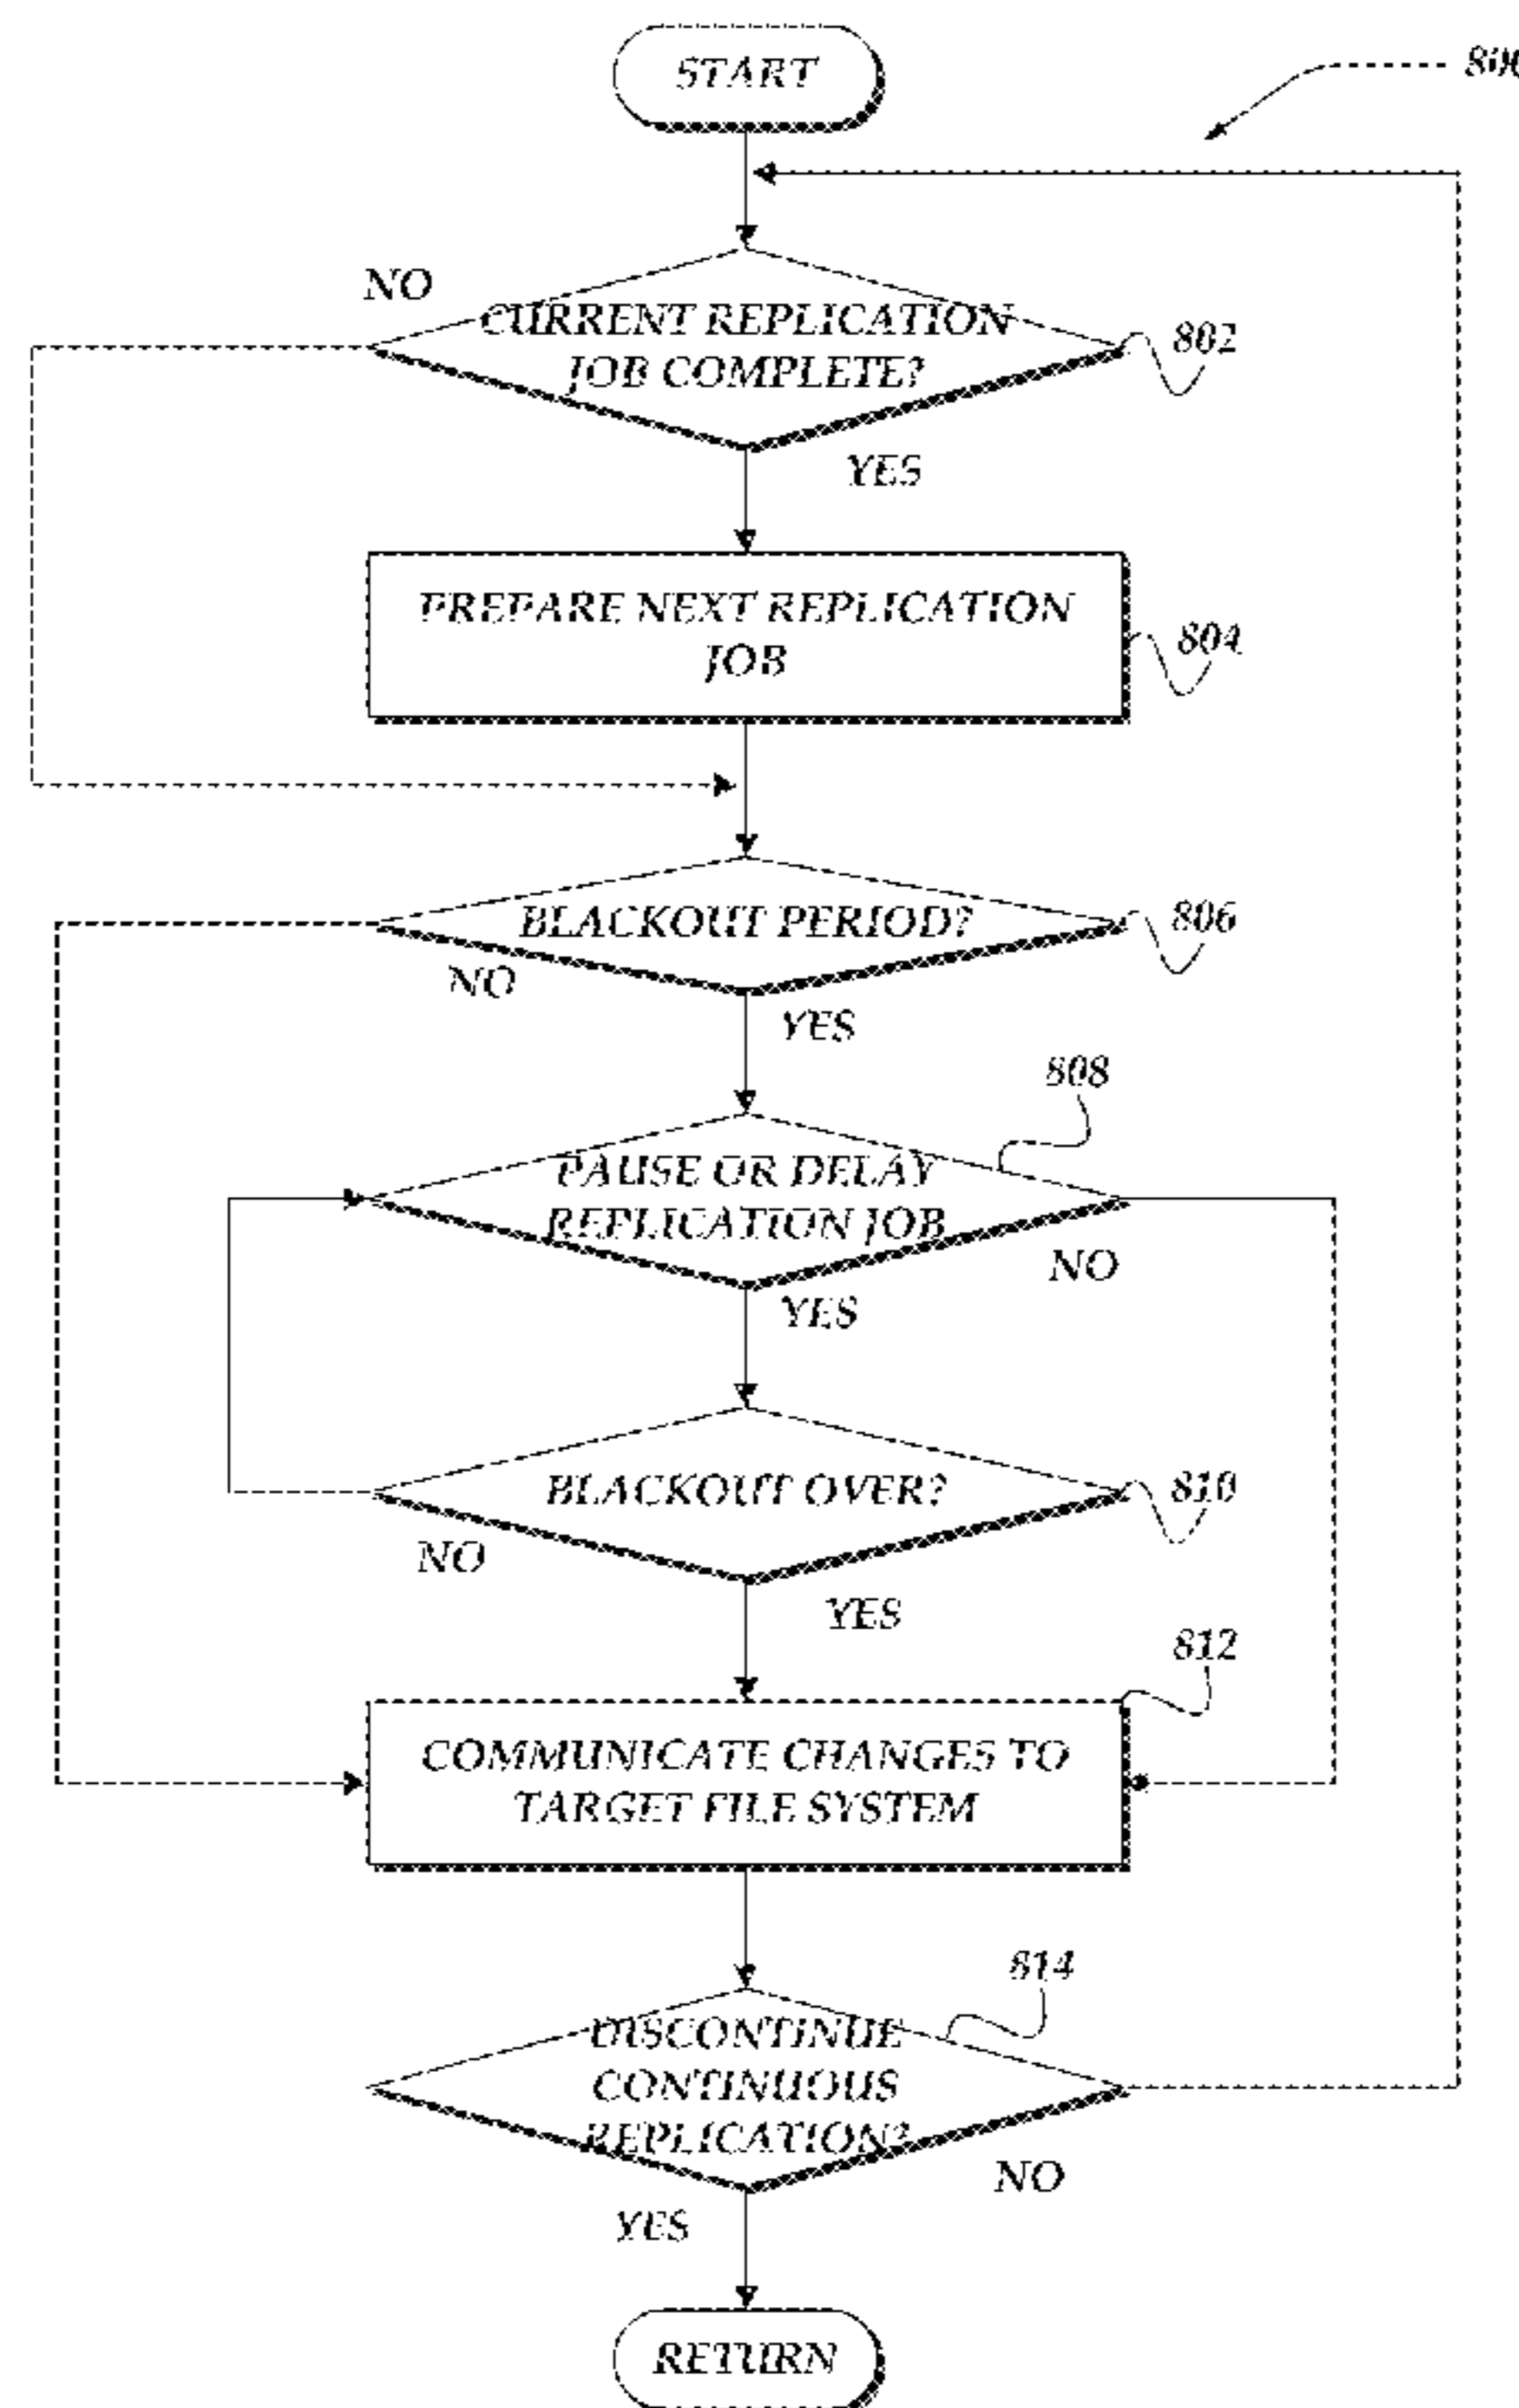 START
NO
CURRENT REPLICATION
JOB COMPLETE?
802
YES
PREPARE NEXT REPLICATION
JOB
804
BLACKOUT PERIOD?
806
NO
YES
808
PAUSE OR DELAY
REPLICATION JOB
NO
YES
BLACKOUT OVER?
810
NO
YES
812
COMMUNICATE CHANGES TO
TARGET FILE SYSTEM
814
DISCONTINUE
CONTINUOUS
REPLICATION?
NO
YES
RETURN